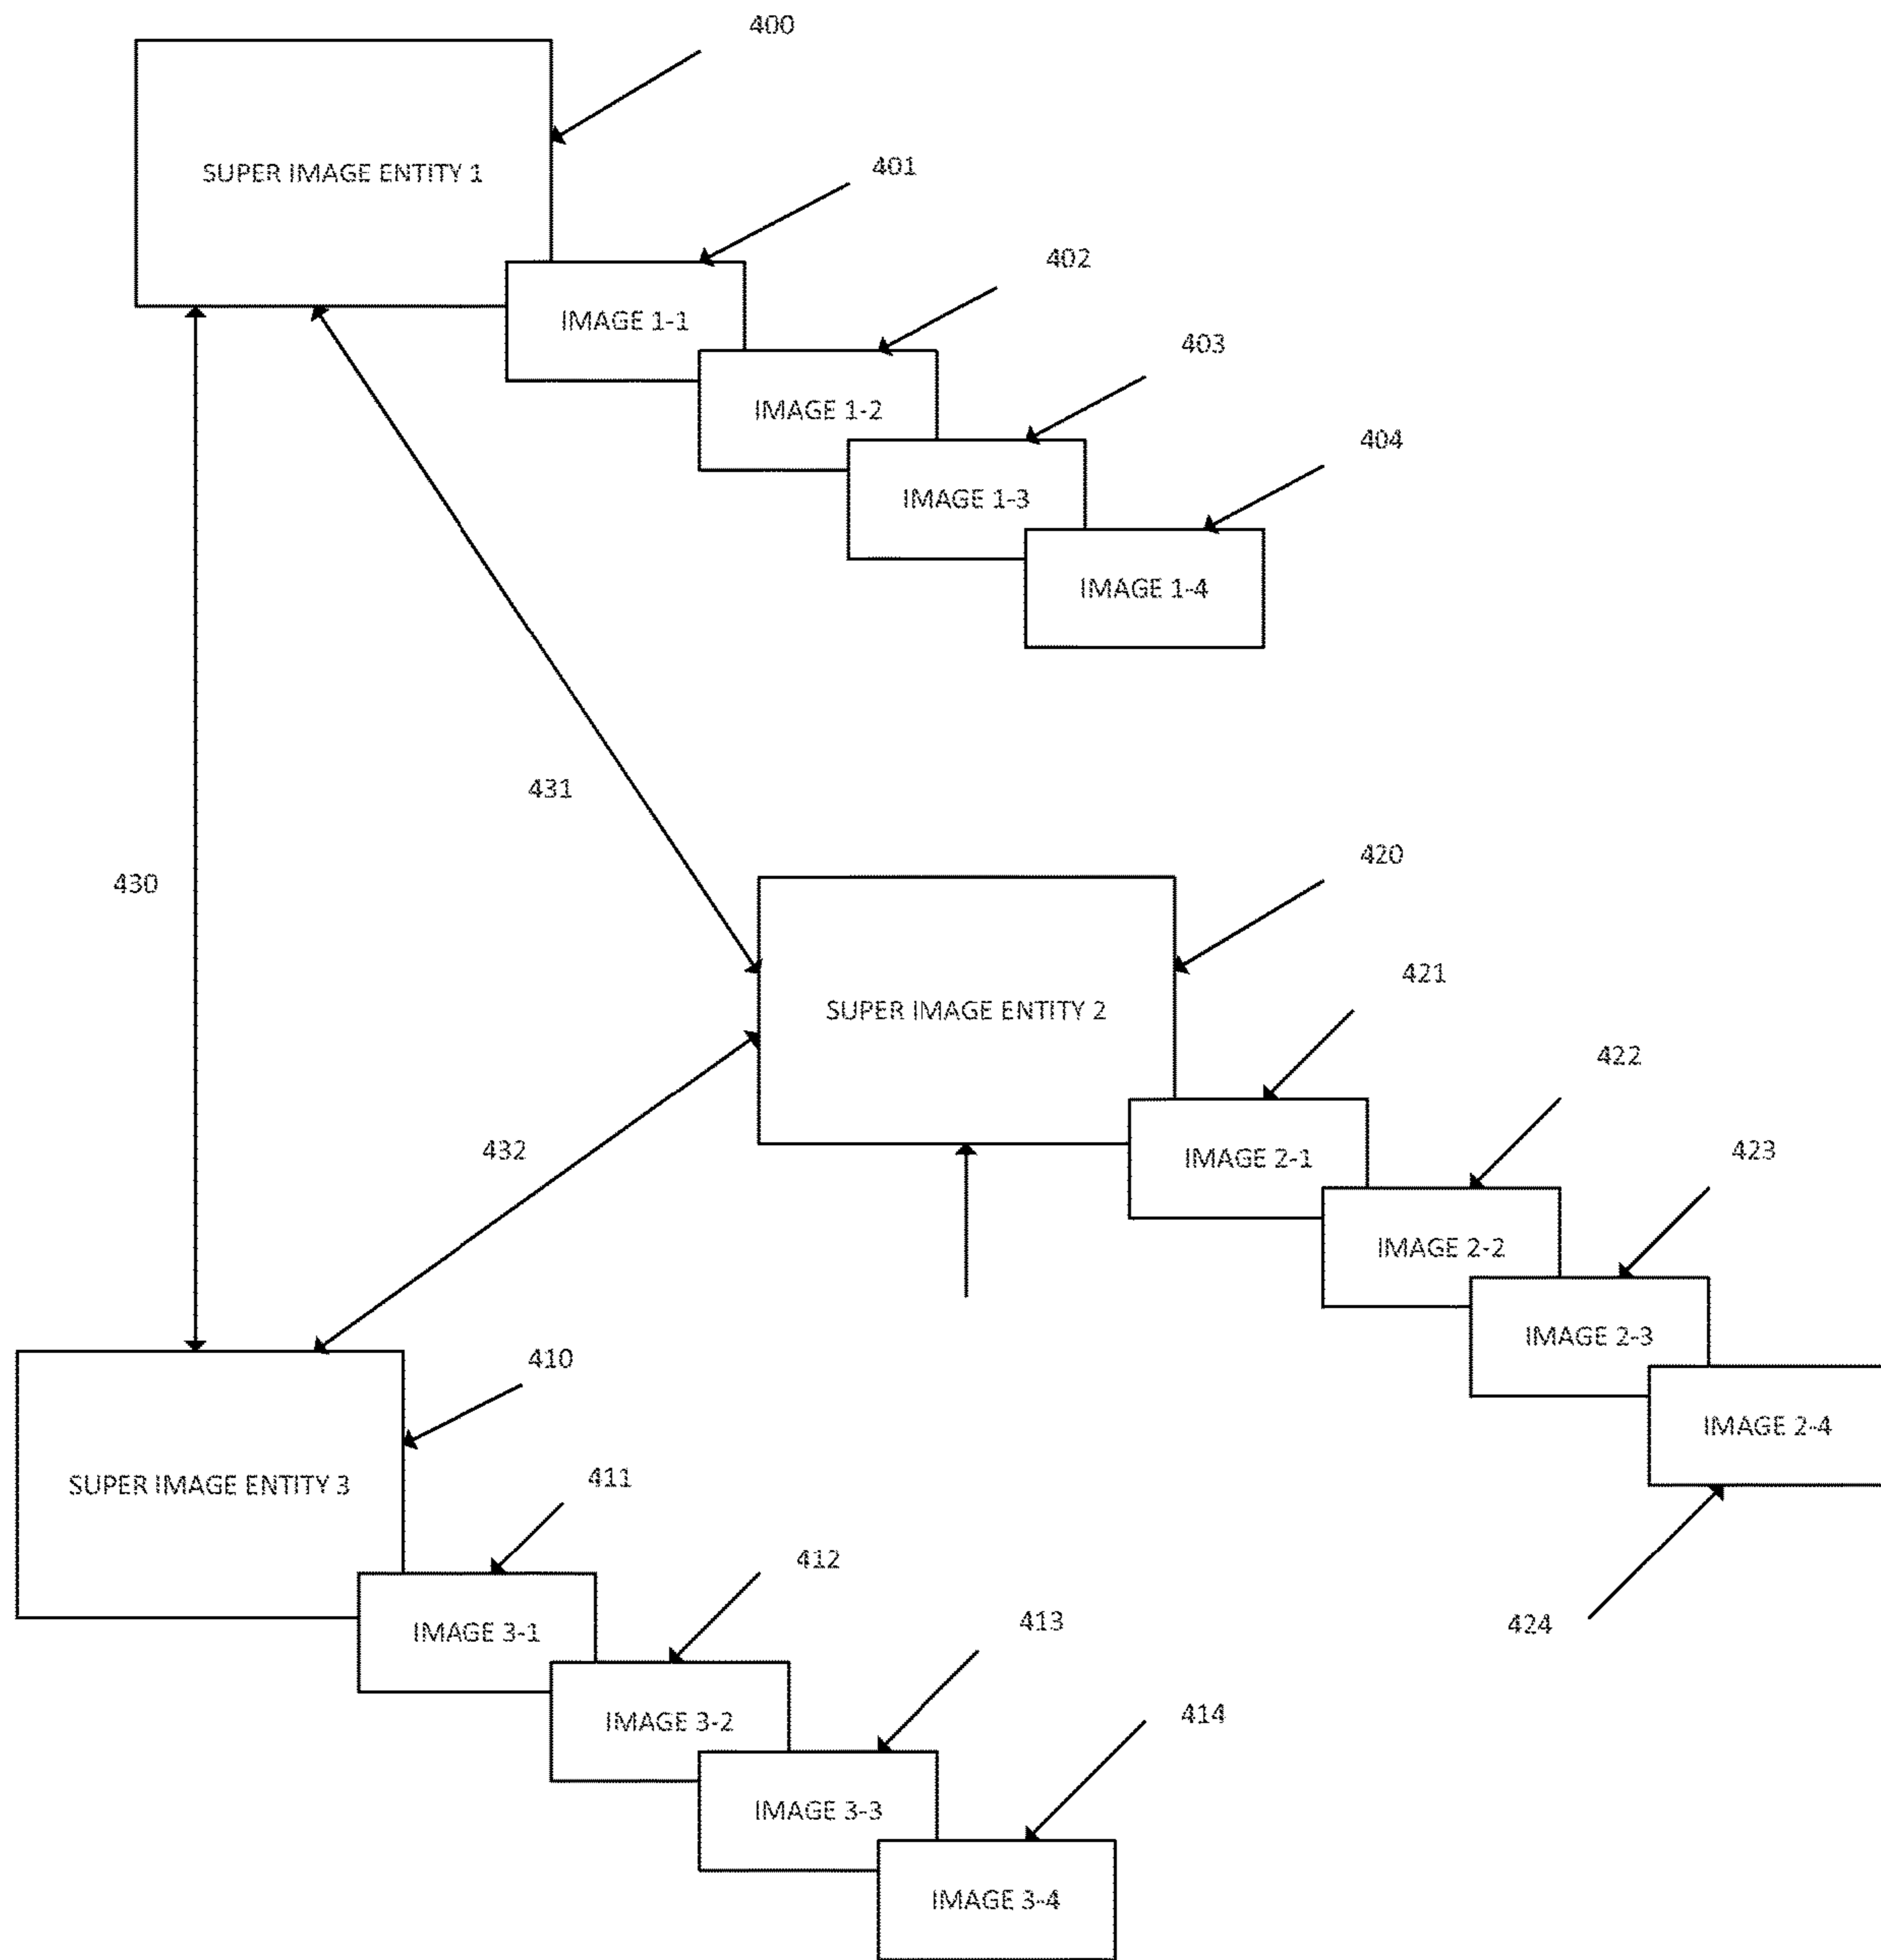 400
SUPER IMAGE ENTITY 1
401
402
IMAGE 1-1
403
IMAGE 1-2
404
IMAGE 1-3
IMAGE 1-4
431
430
420
421
SUPER IMAGE ENTITY 2
422
432
423
IMAGE 2-1
IMAGE 2-2
IMAGE 2-3
410
IMAGE 2-4
411
SUPER IMAGE ENTITY 3
412
413
424
IMAGE 3-1
414
IMAGE 3-2
IMAGE 3-3
IMAGE 3-4